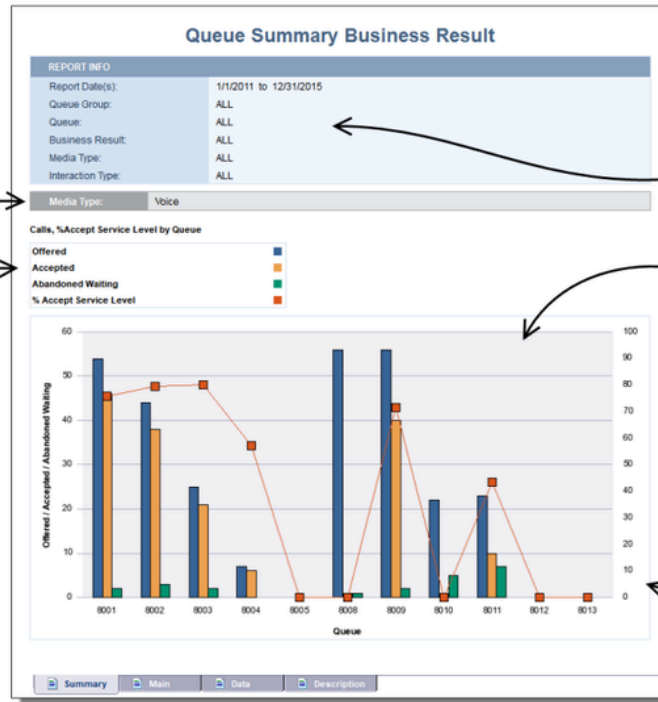 Queue Summary Business Result
REPORT INFO
Report Date(s): 1/1/2011 to 12/31/2015
Queue Group: ALL
Queue: ALL
Business Result: ALL
Media Type: ALL
Interaction Type: ALL
Media Type: Voice
Calls, %Accept Service Level by Queue
Offered
Accepted
Abandoned Waiting
% Accept Service Level
60 100
90
50 80
70
40
60
30 50
40
20
30
10 20
10
0 0
Offered / Accepted / Abandoned Waiting
8001 8002 8003 8004 8005 8008 8009 8010 8011 8012 8013
Queue
Summary Main Data Description